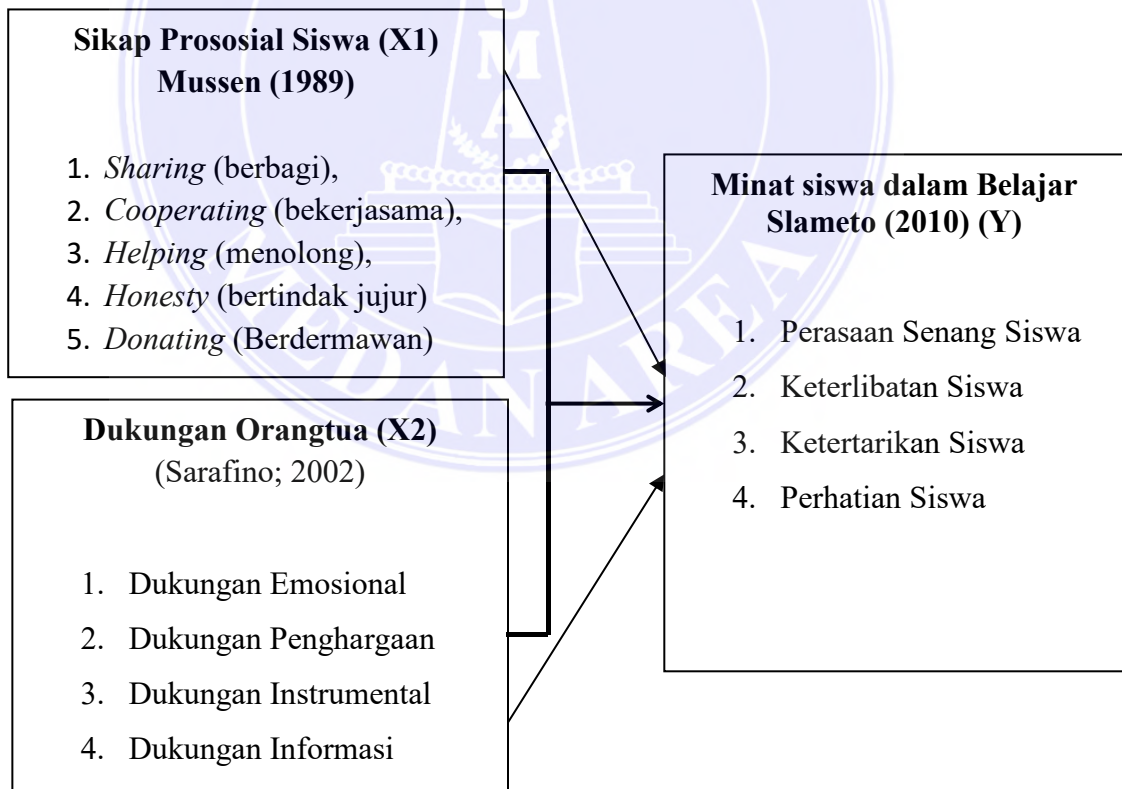 Sikap Prososial Siswa (X1)
Mussen (1989)
1. Sharing (berbagi),
2. Cooperating (bekerjasama),
3. Helping (menolong),
4. Honesty (bertindak jujur)
5. Donating (Berdermawan)
Dukungan Orangtua (X2)
(Sarafino; 2002)
1. Dukungan Emosional
2. Dukungan Penghargaan
3. Dukungan Instrumental
4. Dukungan Informasi
Minat siswa dalam Belajar
Slameto (2010) (Y)
1. Perasaan Senang Siswa
2. Keterlibatan Siswa
3. Ketertarikan Siswa
4. Perhatian Siswa
MEDAN AREA